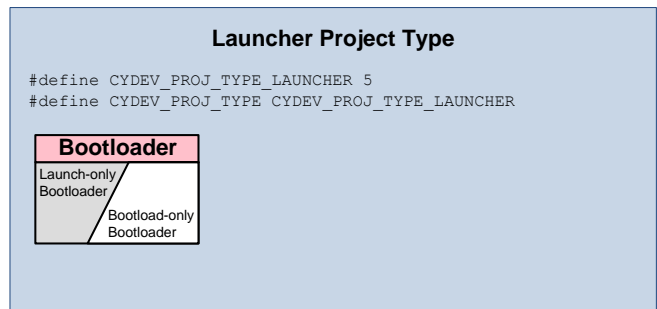 Launcher Project Type
#define CYDEV_PROJ_TYPE_LAUNCHER 5
#define CYDEV_PROJ_TYPE CYDEV_PROJ_TYPE_LAUNCHER
Bootloader
Launch-only
Bootloader
Bootload-only
Bootloader